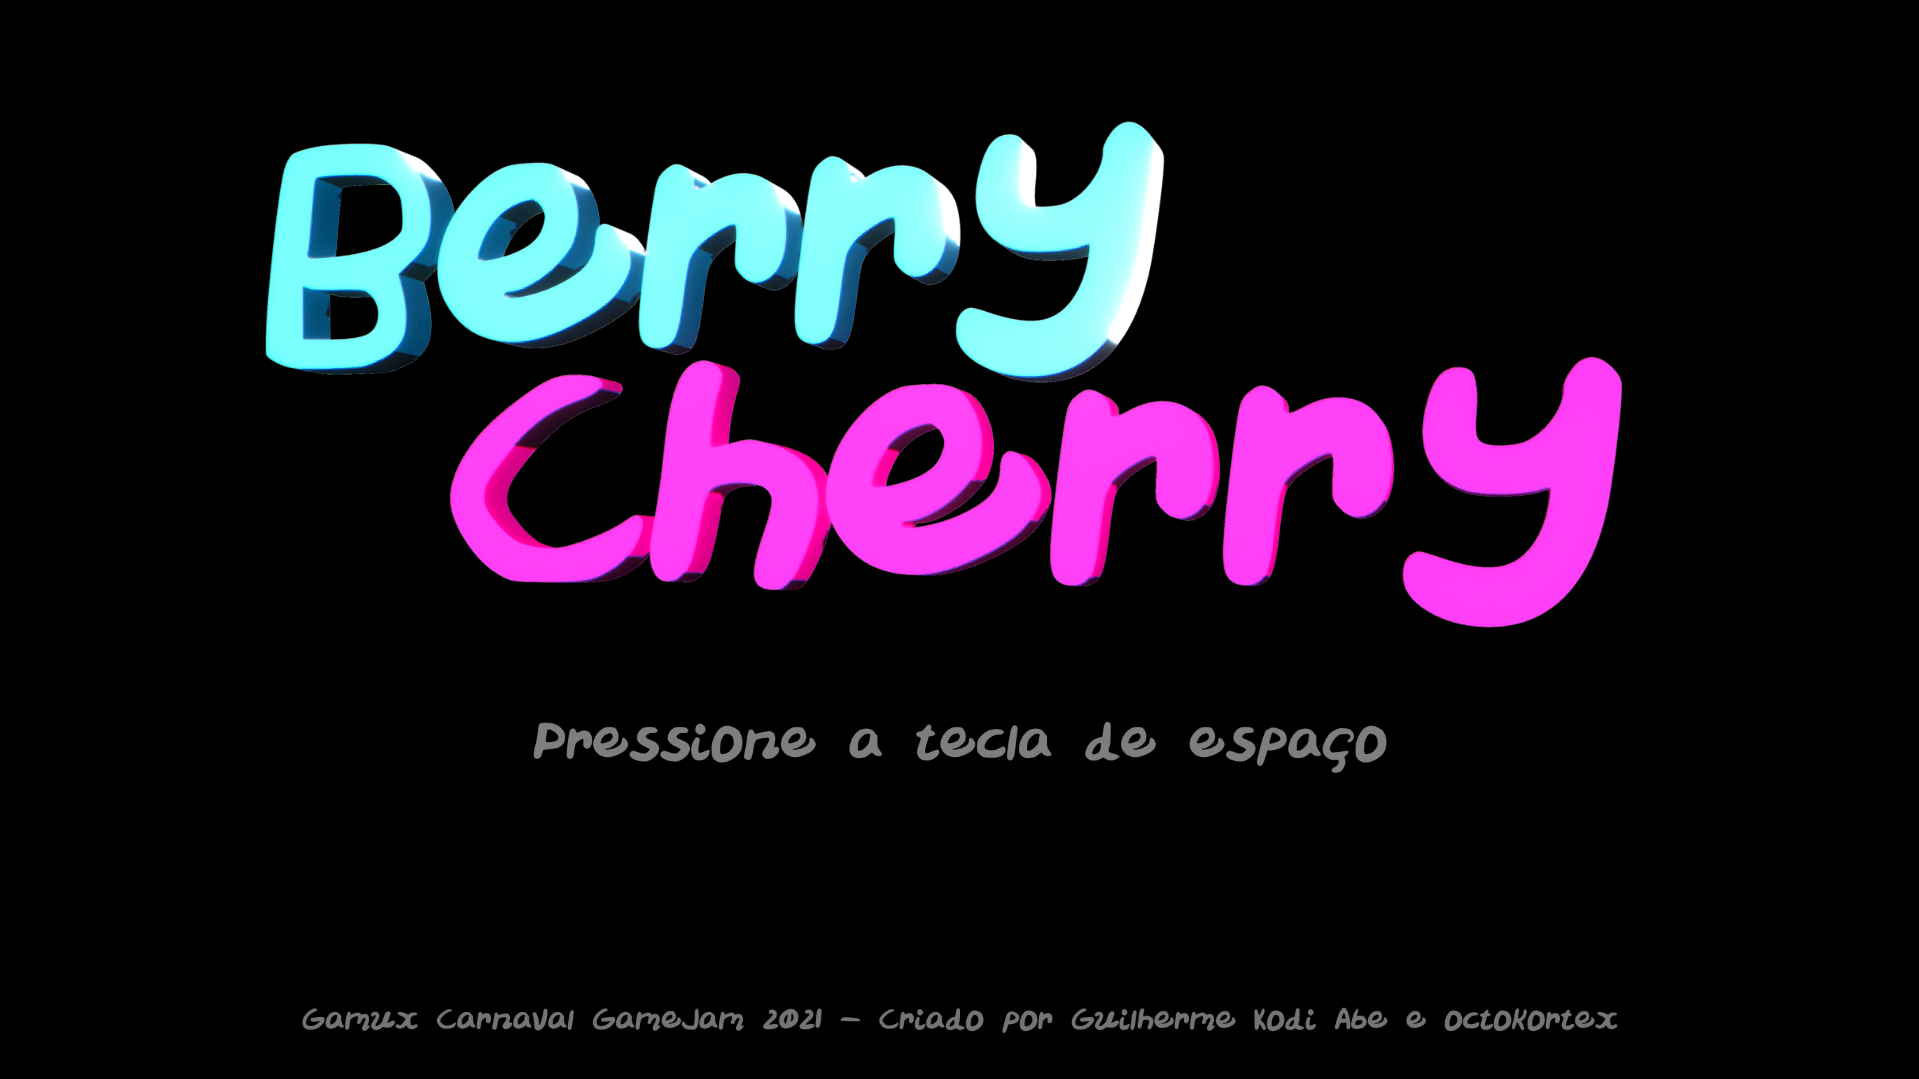 Berry
Cherry
Pressione a tecla de espaço
Gamux Carnaval GameJam 2021 - Criado por Guilherme Kodi Abe e octokortex